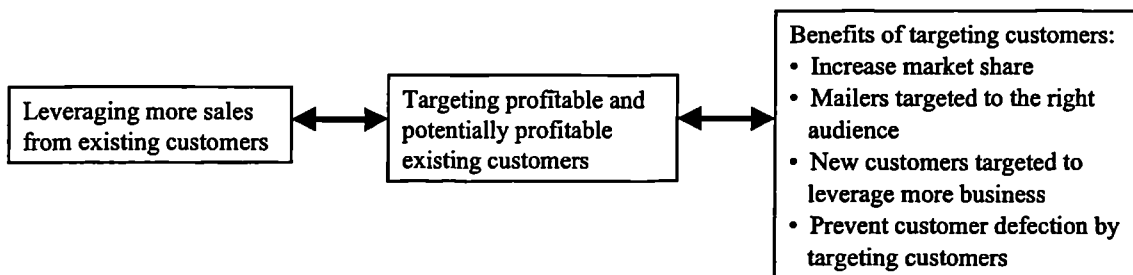 Leveraging more sales
from existing customers
Targeting profitable and
potentially profitable
existing customers
Benefits of targeting customers:
• Increase market share
• Mailers targeted to the right
audience
• New customers targeted to
leverage more business
• Prevent customer defection by
targeting customers